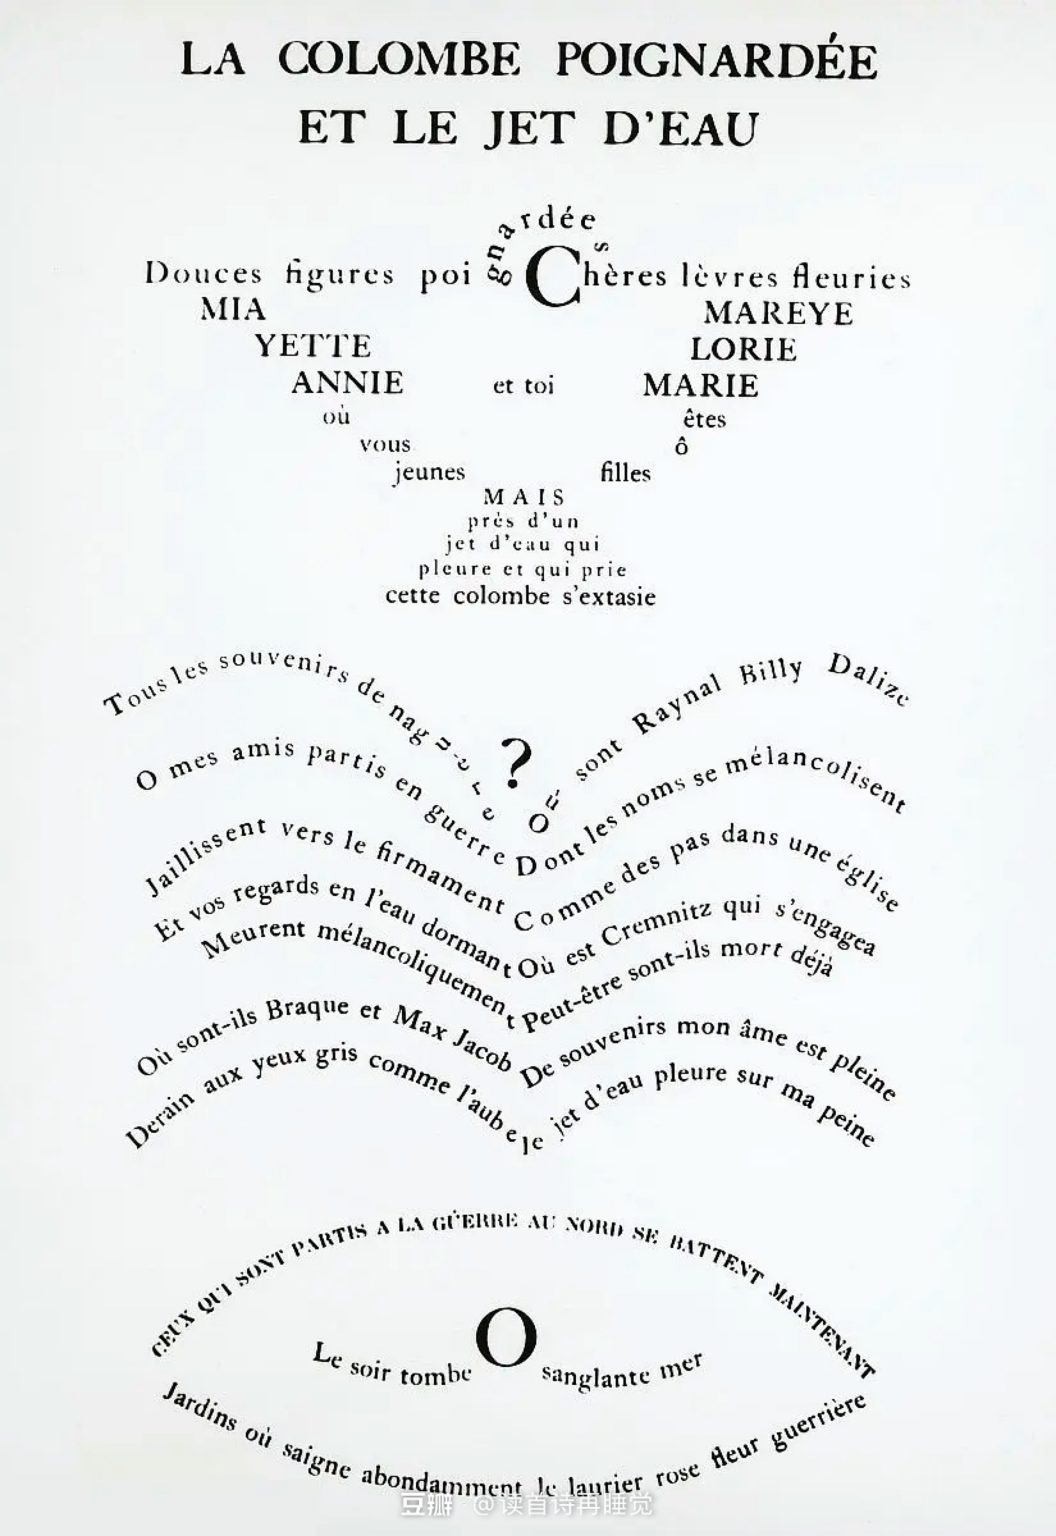 LA COLOMBE POIGNARDÉE
ET LE JET D'EAU
Douces figures poignardées Chères lèvres fleuries
MIA MAREYE
YETTE LORIE
ANNIE et toi MARIE
où êtes
vous ô
jeunes filles
MAIS
près d'un
jet d'eau qui
pleure et qui prie
cette colombe s'extasie
Tous les souvenirs de naguère
O mes amis partis en guerre
Jaillissent vers le firmament
Et vos regards en l'eau dormant
Meurent mélancoliquement
Où sont-ils Braque et Max Jacob
Derain aux yeux gris comme l'aube
?
Où sont Raynal Billy Dalize
Dont les noms se mélancolisent
Comme des pas dans une église
Où est Cremnitz qui s'engagea
Peut-être sont-ils mort déjà
De souvenirs mon âme est pleine
le jet d'eau pleure sur ma peine
CEUX QUI SONT PARTIS A LA GUERRE AU NORD SE BATTENT MAINTENANT
Le soir tombe O sanglante mer
Jardins où saigne abondamment le laurier rose fleur guerrière
豆瓣 @读首诗再睡觉